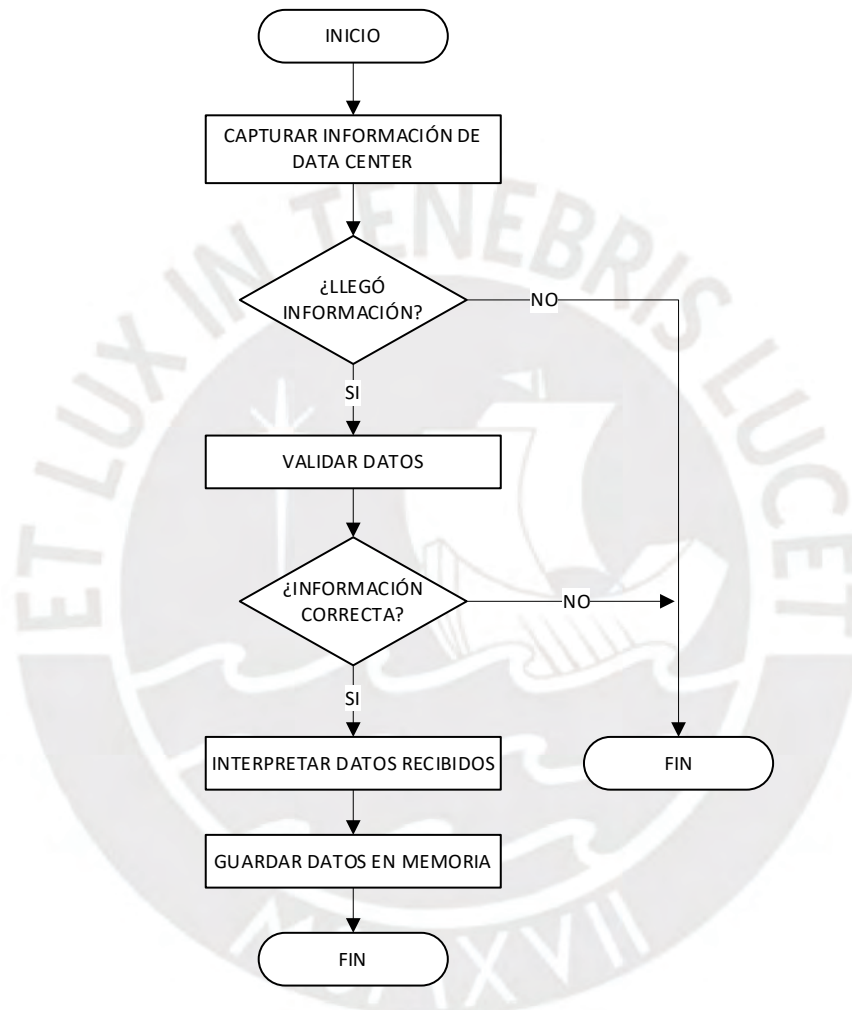 INICIO
CAPTURAR INFORMACIÓN DE
DATA CENTER
¿LLEGÓ
INFORMACIÓN?
NO
SI
VALIDAR DATOS
¿INFORMACIÓN
CORRECTA?
NO
SI
INTERPRETAR DATOS RECIBIDOS
FIN
GUARDAR DATOS EN MEMORIA
FIN
ET LUX IN TENEBRIS LUCET